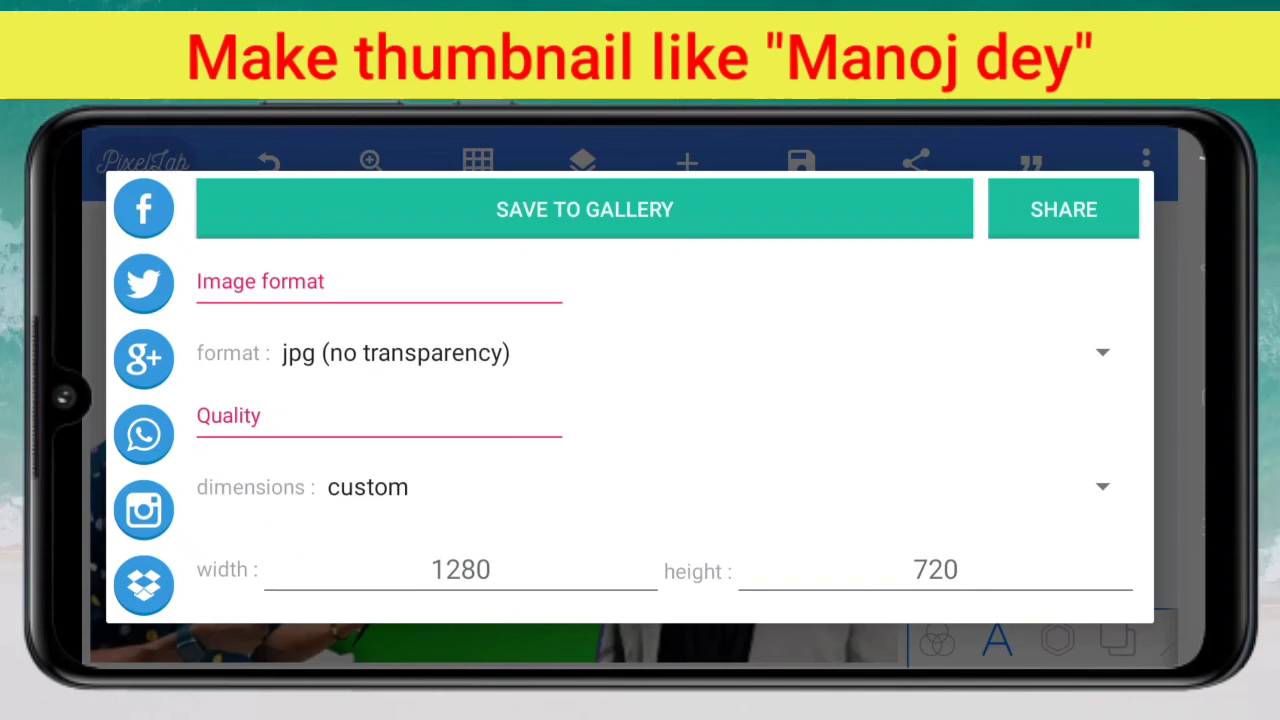 Make thumbnail like "Manoj dey"
PixelLab
SAVE TO GALLERY
SHARE
Image format
format : jpg (no transparency)
Quality
dimensions : custom
width : 1280 height : 720